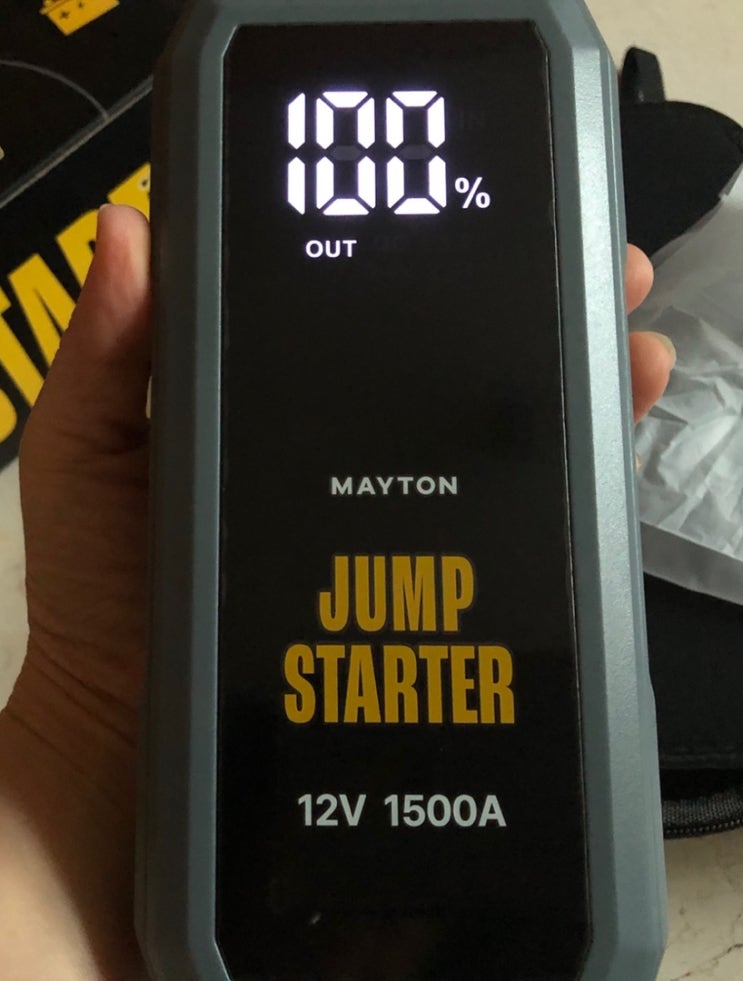 100%
OUT
MAYTON
JUMP
STARTER
12V 1500A